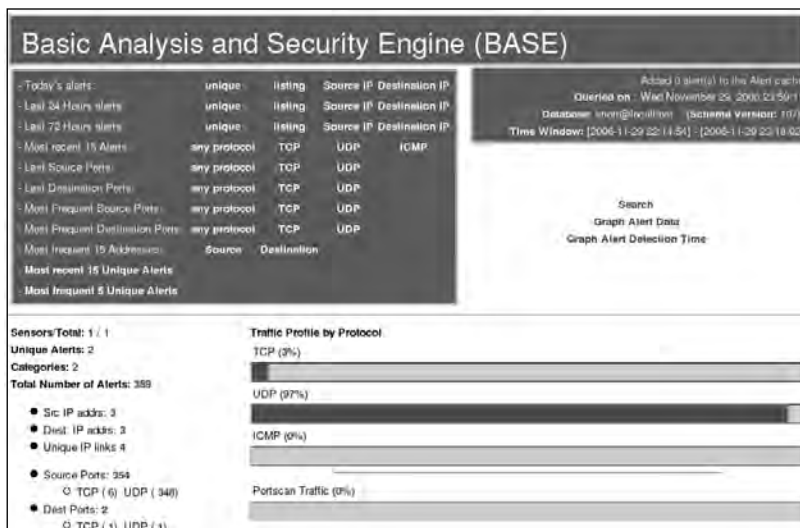 Basic Analysis and Security Engine (BASE)
- Today's alerts: unique listing Source IP Destination IP
- Last 24 Hours alerts: unique listing Source IP Destination IP
- Last 72 Hours alerts: unique listing Source IP Destination IP
- Most recent 15 Alerts: any protocol TCP UDP ICMP
- Last Source Ports: any protocol TCP UDP
- Last Destination Ports: any protocol TCP UDP
- Most Frequent Source Ports: any protocol TCP UDP
- Most Frequent Destination Ports: any protocol TCP UDP
- Most frequent 15 Addresses: Source Destination
- Most recent 15 Unique Alerts
- Most frequent 5 Unique Alerts
Added 0 alert(s) to the Alert cache
Queried on : Wed November 29, 2006
Database: (Schema Version: 107)
Time Window: [2006-11-29 22:14:54] - [2006-11-29
Search
Graph Alert Data
Graph Alert Detection Time
Sensors/Total: 1 / 1
Unique Alerts: 2
Categories: 2
Total Number of Alerts: 389
Src IP addrs: 3
Dest. IP addrs: 3
Unique IP links 4
Source Ports: 354
TCP ( 6) UDP ( 348)
Dest Ports: 2
TCP ( 1) UDP ( 1)
Traffic Profile by Protocol
TCP (3%)
UDP (97%)
ICMP (0%)
Portscan Traffic (0%)